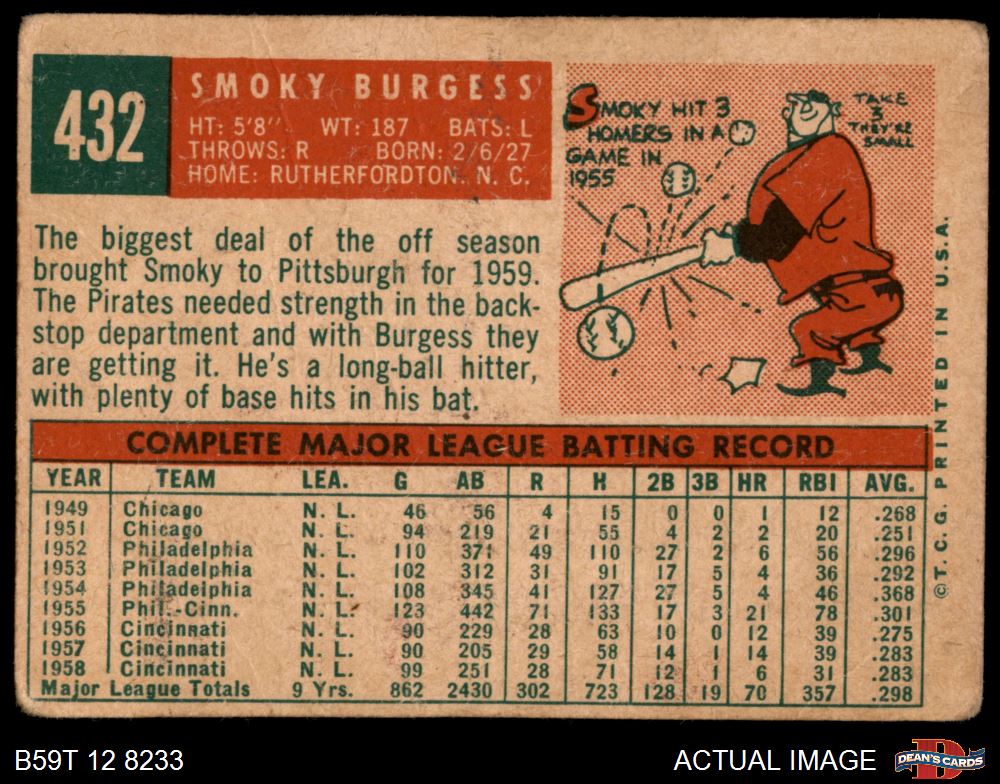 432
SMOKY BURGESS
HT: 5'8" WT: 187 BATS: L
THROWS: R BORN: 2/6/27
HOME: RUTHERFORDTON, N. C.
SMOKY HIT 3
HOMERS IN A
GAME IN
1955
TAKE
3
THEY'RE
SMALL
The biggest deal of the off season
brought Smoky to Pittsburgh for 1959.
The Pirates needed strength in the back-
stop department and with Burgess they
are getting it. He's a long-ball hitter,
with plenty of base hits in his bat.
COMPLETE MAJOR LEAGUE BATTING RECORD
YEAR TEAM LEA. G AB R H 2B 3B HR RBI AVG.
1949 Chicago N. L. 46 56 4 15 0 0 1 12 .268
1951 Chicago N. L. 94 219 21 55 4 2 2 20 .251
1952 Philadelphia N. L. 110 371 49 110 27 2 6 56 .296
1953 Philadelphia N. L. 102 312 31 91 17 5 4 36 .292
1954 Philadelphia N. L. 108 345 41 127 27 5 4 46 .368
1955 Phil.-Cinn. N. L. 123 442 71 133 17 3 21 78 .301
1956 Cincinnati N. L. 90 229 28 63 10 0 12 39 .275
1957 Cincinnati N. L. 90 205 29 58 14 1 14 39 .283
1958 Cincinnati N. L. 99 251 28 71 12 1 6 31 .283
Major League Totals 9 Yrs. 862 2430 302 723 128 19 70 357 .298
© T. C. G. PRINTED IN U.S.A.
B59T 12 8233
ACTUAL IMAGE
DEAN'S CARDS